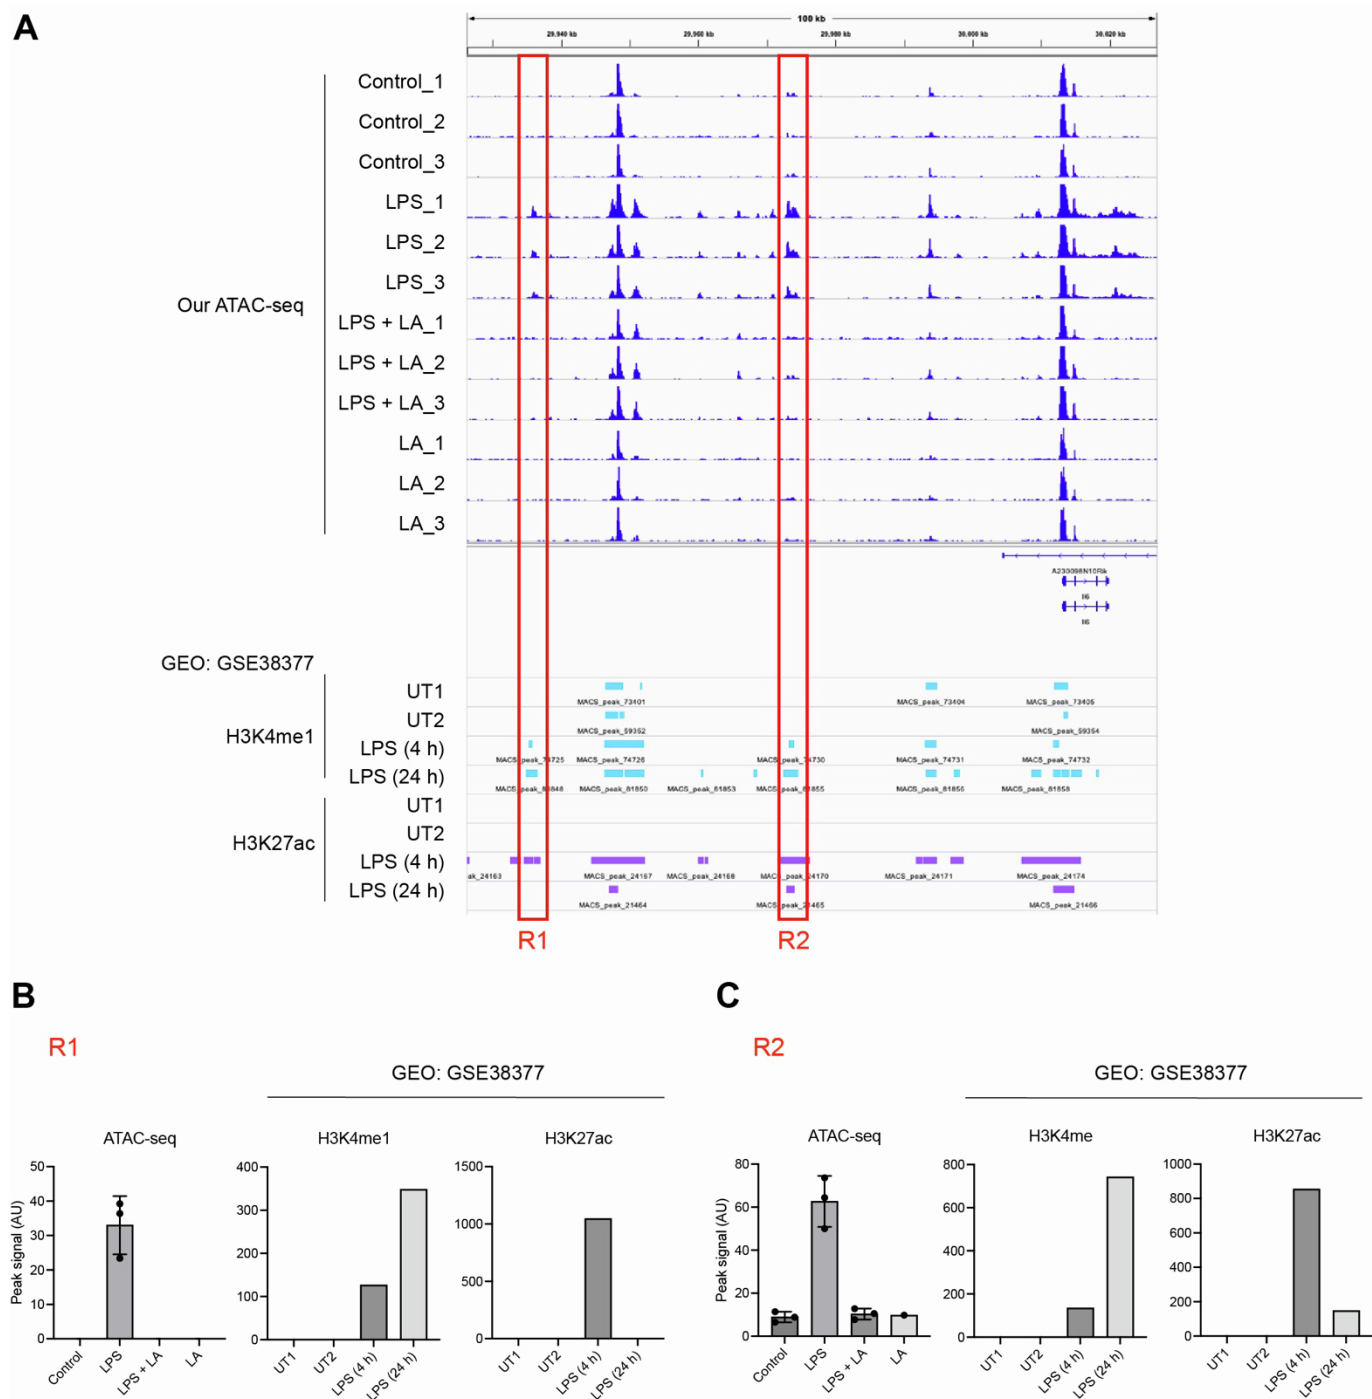 A
100 kb
29,940 kb 29,960 kb 29,980 kb 30,000 kb 30,020 kb
Control_1
Control_2
Control_3
LPS_1
LPS_2
LPS_3
Our ATAC-seq
LPS + LA_1
LPS + LA_2
LPS + LA_3
LA_1
LA_2
LA_3
A230098N10Rik
Il6
Il6
GEO: GSE38377
H3K4me1
UT1
MACS_peak_73401 MACS_peak_73404 MACS_peak_73405
UT2
MACS_peak_59352 MACS_peak_59354
LPS (4 h)
MACS_peak_74725 MACS_peak_74726 MACS_peak_74730 MACS_peak_74731 MACS_peak_74732
LPS (24 h)
MACS_peak_81850 MACS_peak_81853 MACS_peak_81855 MACS_peak_81856 MACS_peak_81858
H3K27ac
UT1
UT2
LPS (4 h)
ak_24163 MACS_peak_24167 MACS_peak_24168 MACS_peak_24170 MACS_peak_24171 MACS_peak_24174
LPS (24 h)
MACS_peak_21464 MACS_peak_21465 MACS_peak_21466
R1 R2
B
R1
GEO: GSE38377
ATAC-seq H3K4me1 H3K27ac
Peak signal (AU)
50
40
30
20
10
0
Control LPS LPS + LA LA
400
300
200
100
0
UT1 UT2 LPS (4 h) LPS (24 h)
1500
1000
500
0
UT1 UT2 LPS (4 h) LPS (24 h)
C
R2
GEO: GSE38377
ATAC-seq H3K4me H3K27ac
Peak signal (AU)
80
60
40
20
0
Control LPS LPS + LA LA
800
600
400
200
0
UT1 UT2 LPS (4 h) LPS (24 h)
1000
800
600
400
200
0
UT1 UT2 LPS (4 h) LPS (24 h)